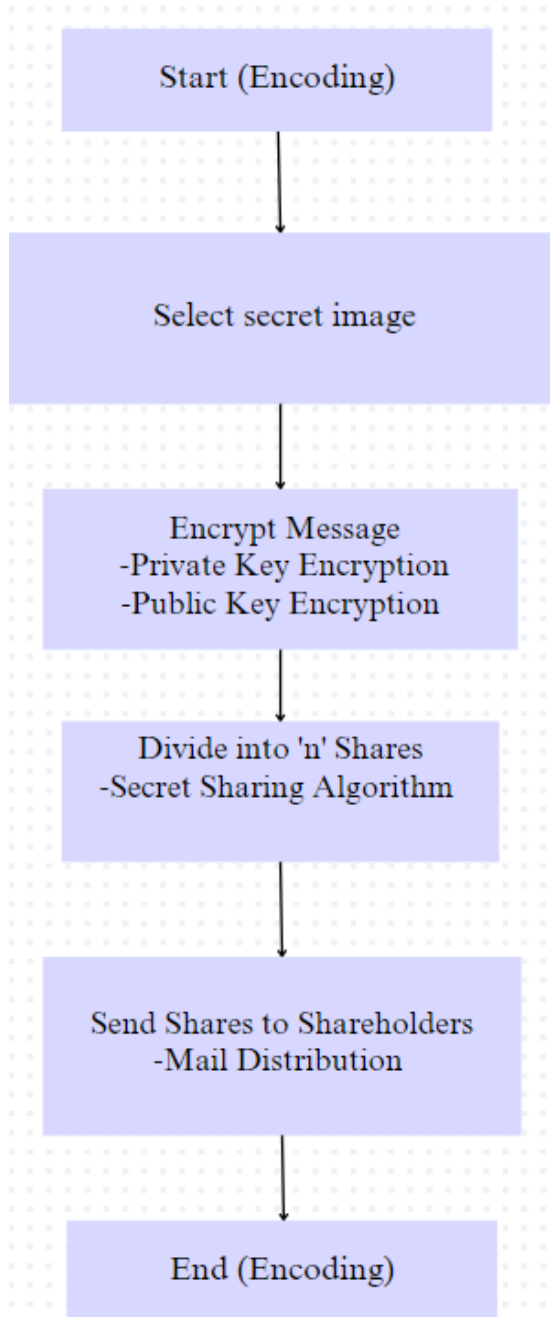 Start (Encoding)
Select secret image
Encrypt Message
-Private Key Encryption
-Public Key Encryption
Divide into 'n' Shares
-Secret Sharing Algorithm
Send Shares to Shareholders
-Mail Distribution
End (Encoding)